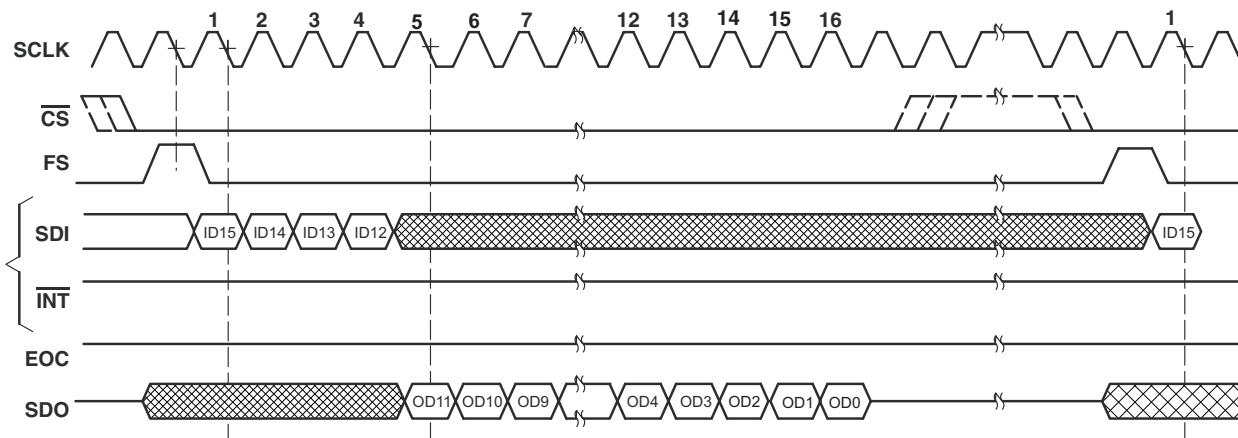 1 2 3 4 5 6 7 12 13 14 15 16 1
SCLK
CS
FS
SDI ID15 ID14 ID13 ID12 ID15
INT
EOC
SDO OD11 OD10 OD9 OD4 OD3 OD2 OD1 OD0